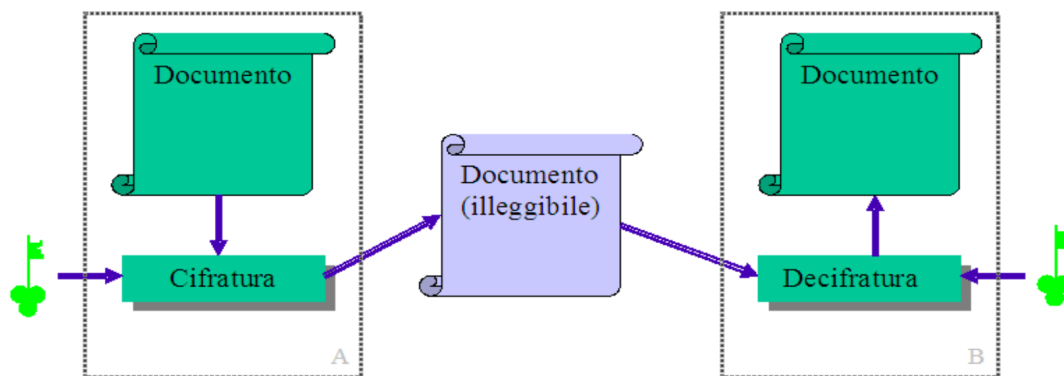 Documento
Cifratura
A
Documento
(illeggibile)
Documento
Decifratura
B